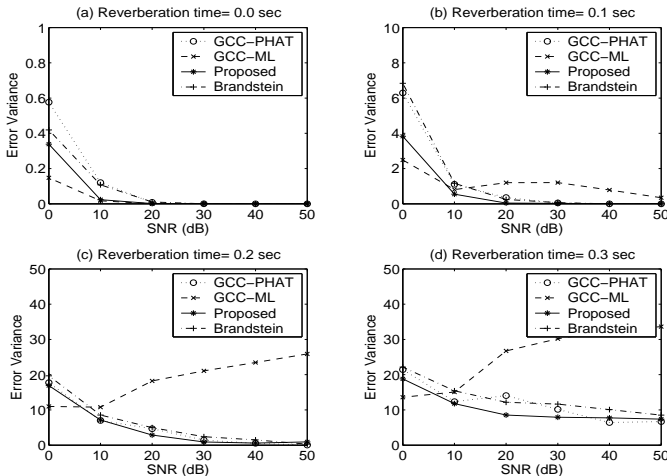 (a) Reverberation time= 0.0 sec
1
0.8
0.6
0.4
0.2
0
Error Variance
0 10 20 30 40 50
SNR (dB)
GCC−PHAT
GCC−ML
Proposed
Brandstein
(b) Reverberation time= 0.1 sec
10
8
6
4
2
0
Error Variance
0 10 20 30 40 50
SNR (dB)
GCC−PHAT
GCC−ML
Proposed
Brandstein
(c) Reverberation time= 0.2 sec
50
40
30
20
10
0
Error Variance
0 10 20 30 40 50
SNR (dB)
GCC−PHAT
GCC−ML
Proposed
Brandstein
(d) Reverberation time= 0.3 sec
50
40
30
20
10
0
Error Variance
0 10 20 30 40 50
SNR (dB)
GCC−PHAT
GCC−ML
Proposed
Brandstein